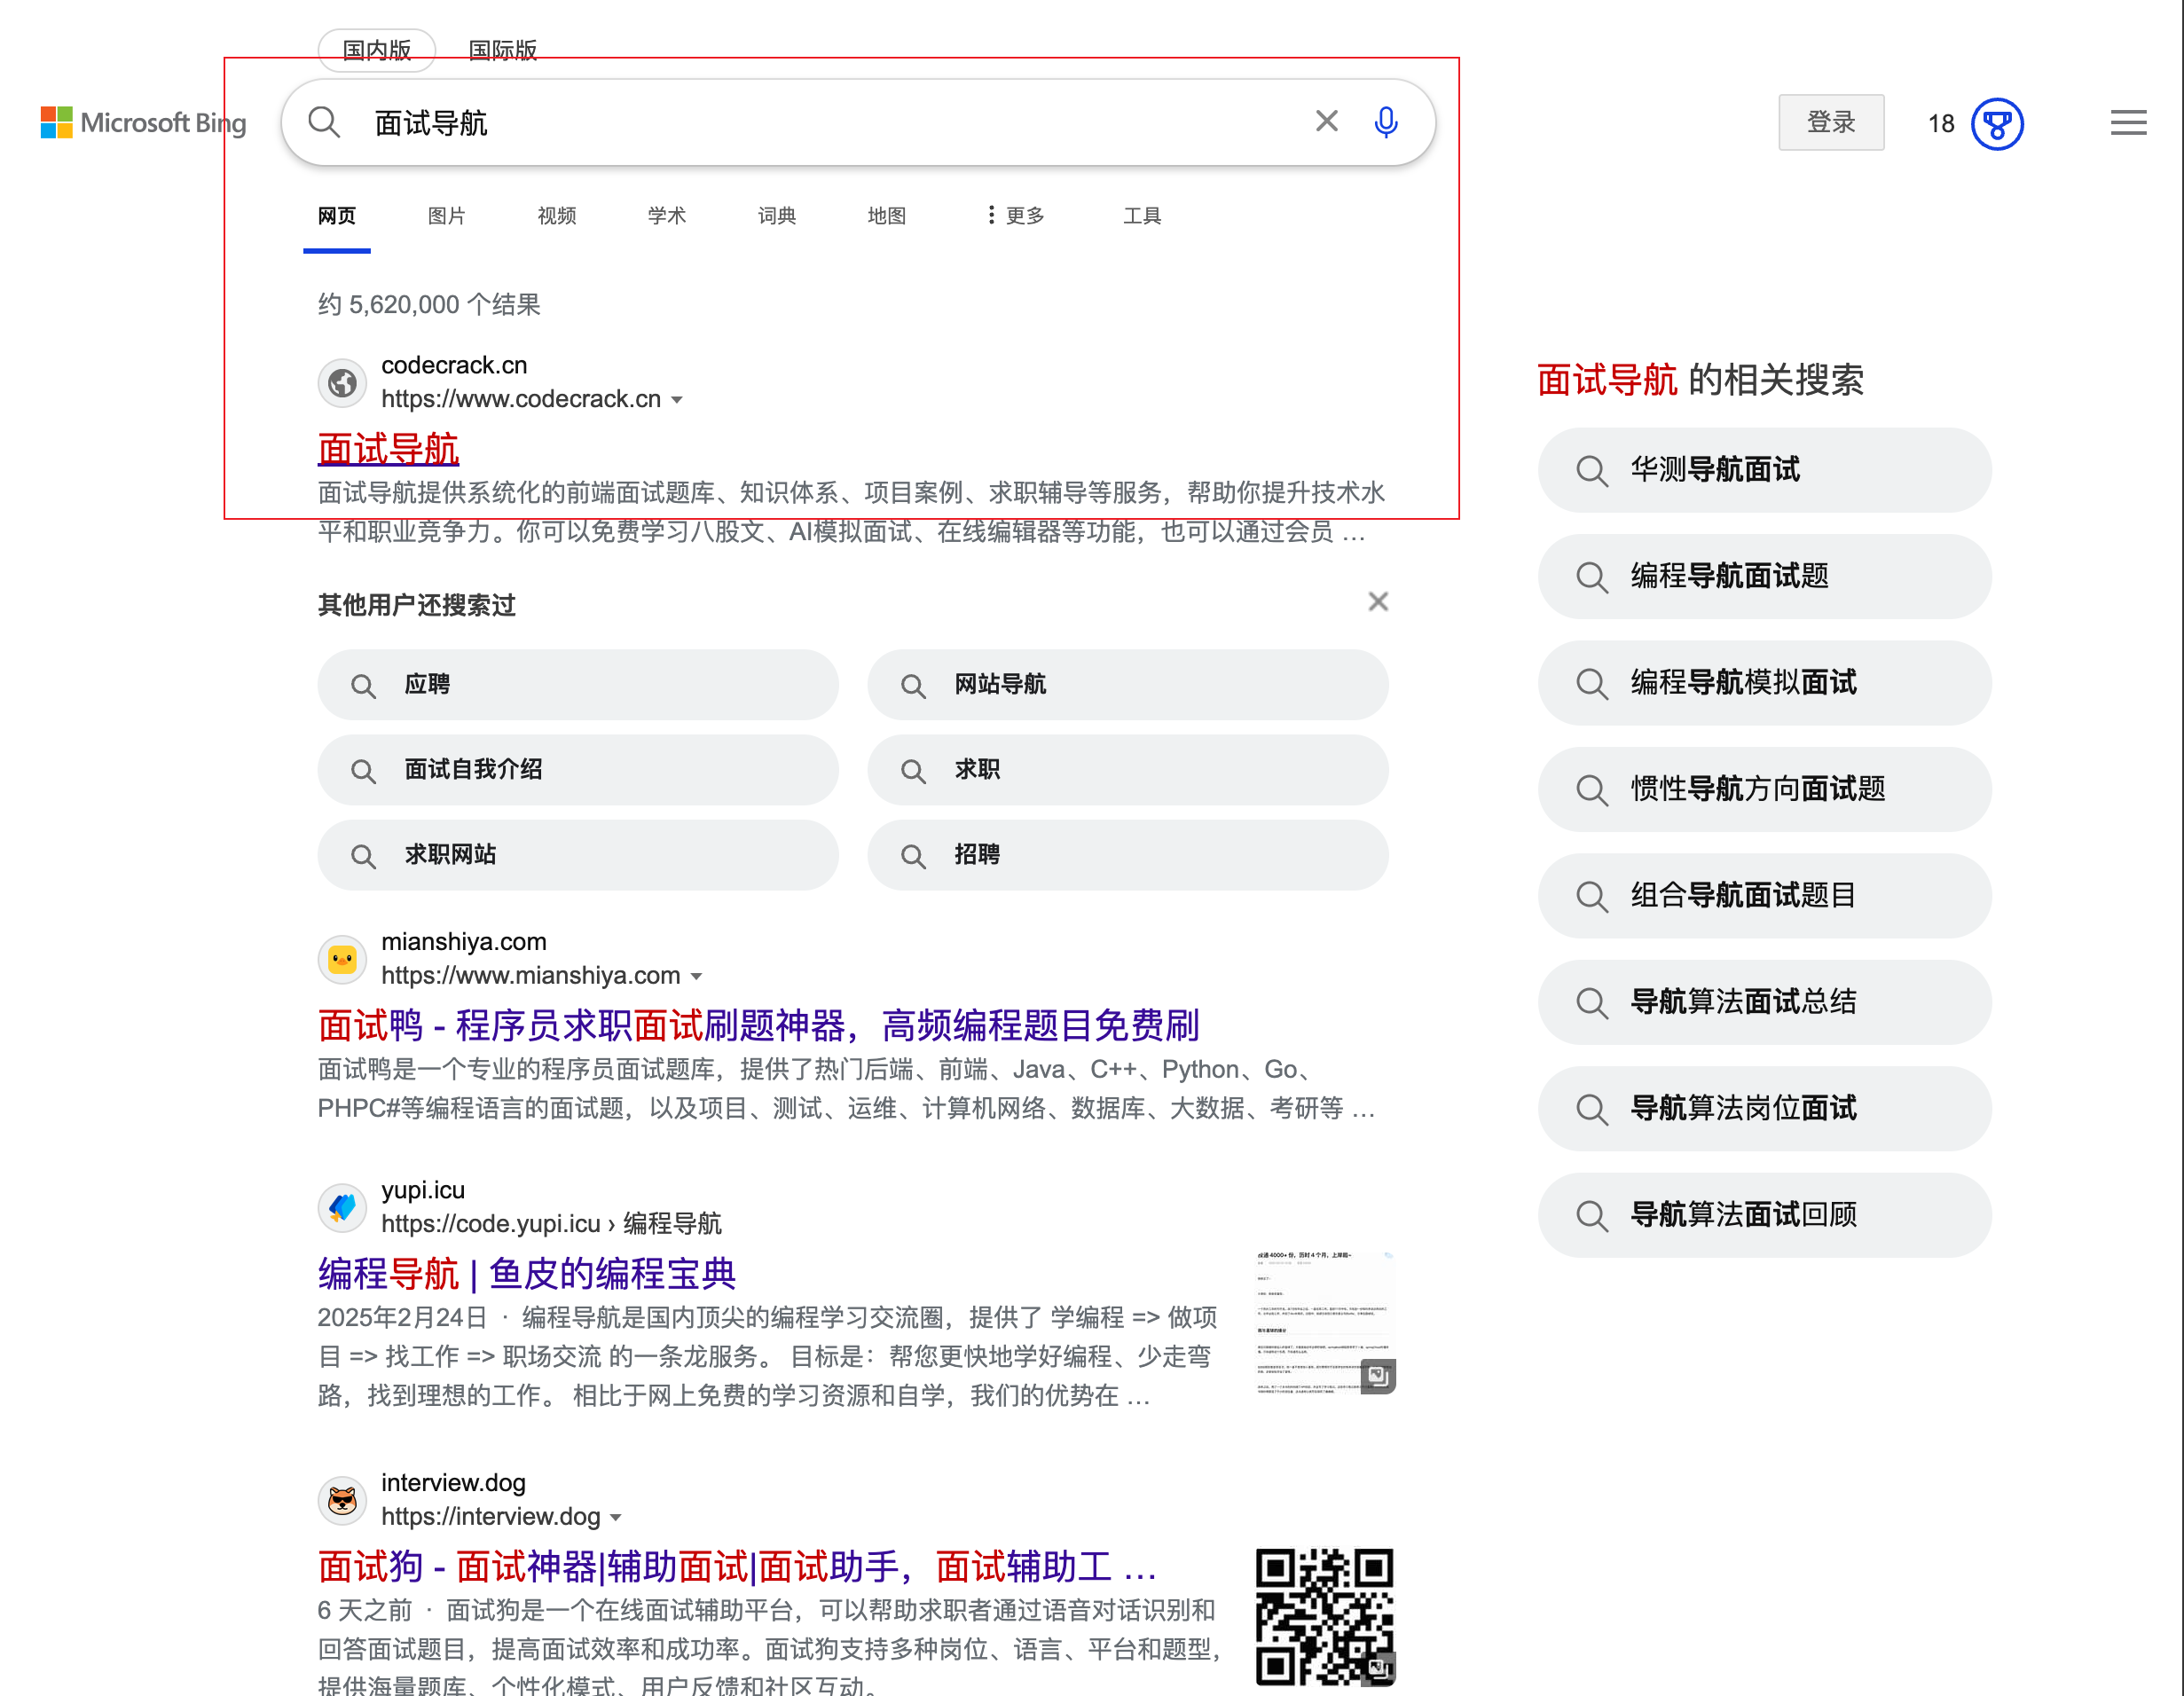 国内版 国际版
Microsoft Bing
面试导航
登录
18
网页 图片 视频 学术 词典 地图 更多 工具
约 5,620,000 个结果
codecrack.cn
https://www.codecrack.cn
面试导航
面试导航提供系统化的前端面试题库、知识体系、项目案例、求职辅导等服务，帮助你提升技术水
平和职业竞争力。你可以免费学习八股文、AI模拟面试、在线编辑器等功能，也可以通过会员 ...
其他用户还搜索过
应聘 网站导航
面试自我介绍 求职
求职网站 招聘
mianshiya.com
https://www.mianshiya.com
面试鸭 - 程序员求职面试刷题神器，高频编程题目免费刷
面试鸭是一个专业的程序员面试题库，提供了热门后端、前端、Java、C++、Python、Go、
PHPC#等编程语言的面试题，以及项目、测试、运维、计算机网络、数据库、大数据、考研等 ...
yupi.icu
https://code.yupi.icu › 编程导航
编程导航 | 鱼皮的编程宝典
2025年2月24日 · 编程导航是国内顶尖的编程学习交流圈，提供了 学编程 => 做项
目 => 找工作 => 职场交流 的一条龙服务。 目标是：帮您更快地学好编程、少走弯
路，找到理想的工作。 相比于网上免费的学习资源和自学，我们的优势在 ...
interview.dog
https://interview.dog
面试狗 - 面试神器|辅助面试|面试助手，面试辅助工 ...
6 天之前 · 面试狗是一个在线面试辅助平台，可以帮助求职者通过语音对话识别和
回答面试题目，提高面试效率和成功率。面试狗支持多种岗位、语言、平台和题型，
提供海量题库、个性化模式、用户反馈和社区互动。
面试导航 的相关搜索
华测导航面试
编程导航面试题
编程导航模拟面试
惯性导航方向面试题
组合导航面试题目
导航算法面试总结
导航算法岗位面试
导航算法面试回顾